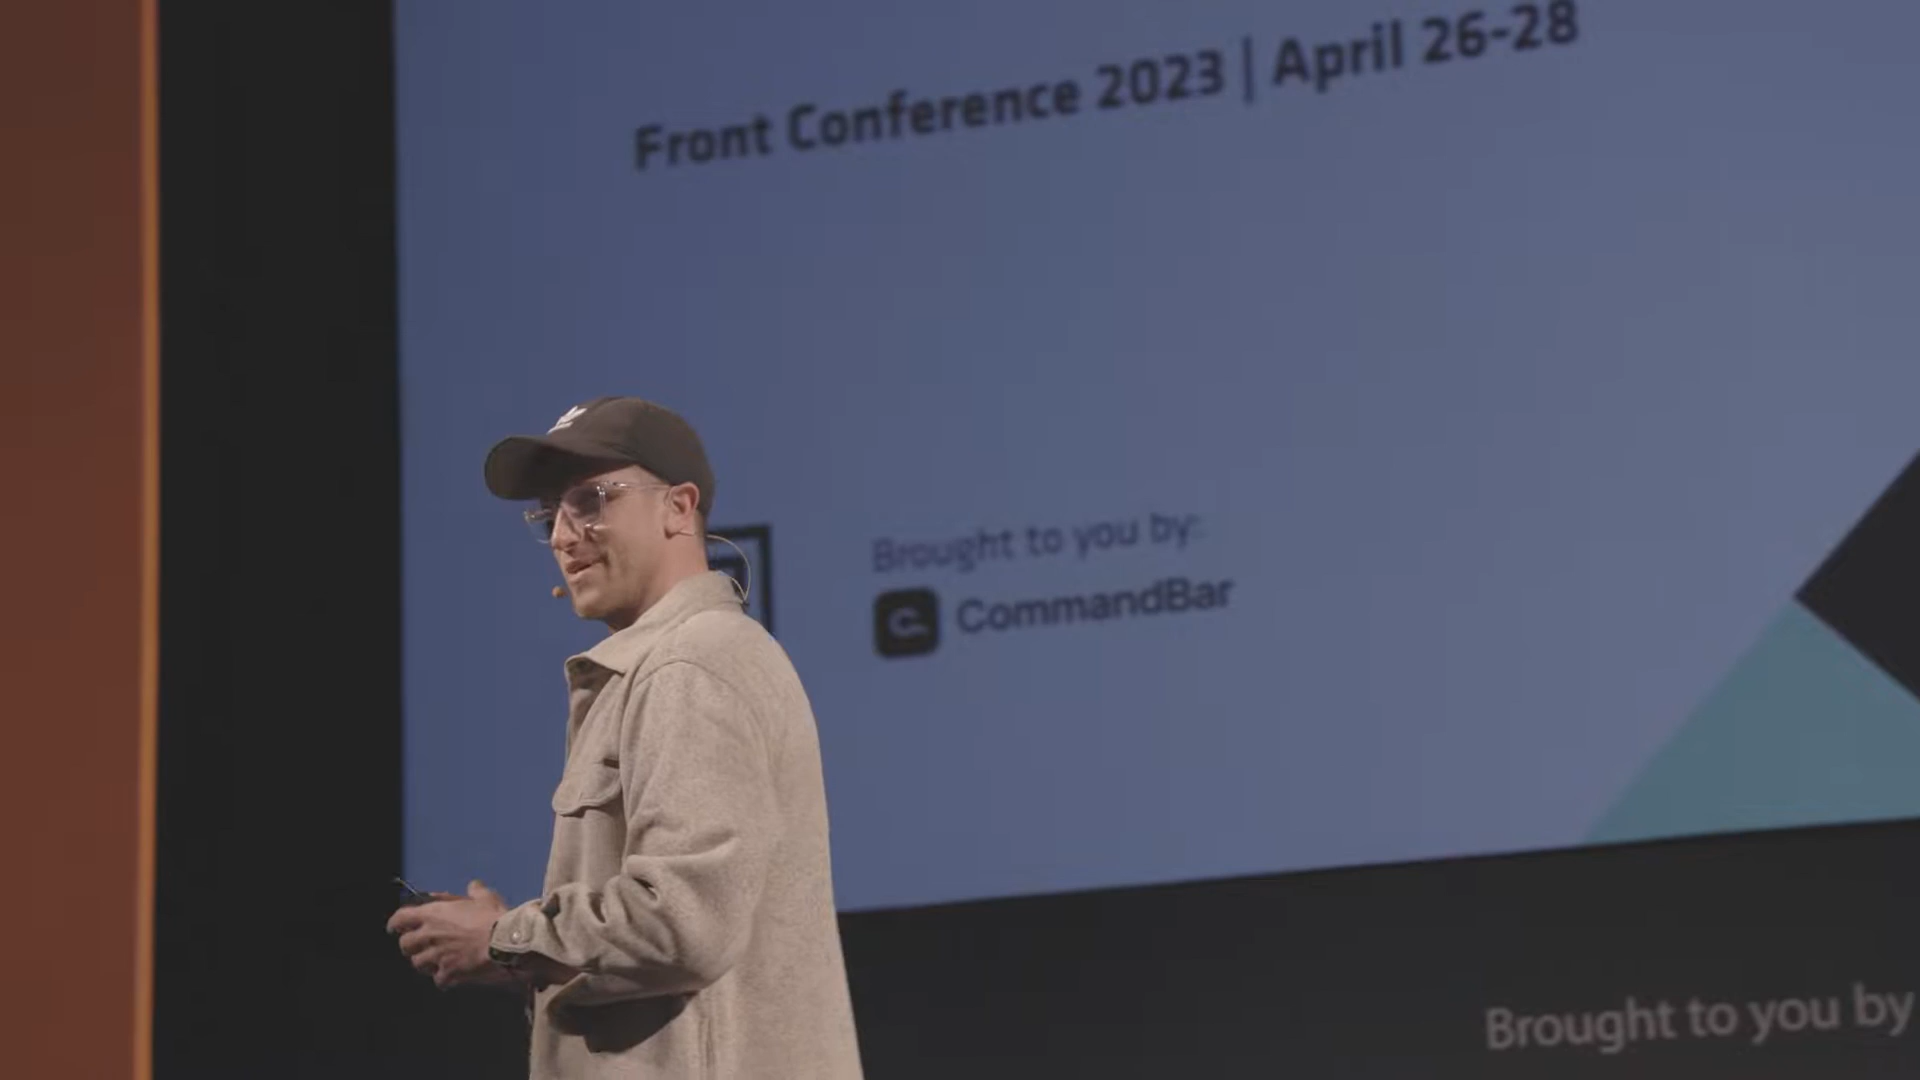 Front Conference 2023 | April 26-28
Brought to you by:
CommandBar
Brought to you by